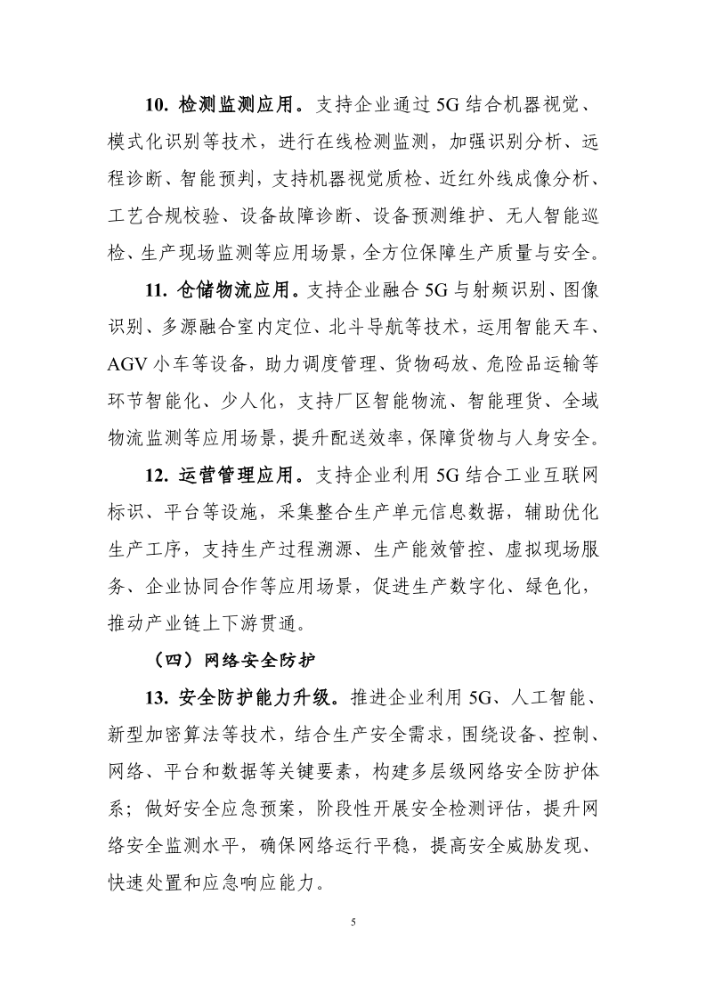 10. 检测监测应用。支持企业通过 5G 结合机器视觉、
模式化识别等技术，进行在线检测监测，加强识别分析、远
程诊断、智能预判，支持机器视觉质检、近红外线成像分析、
工艺合规校验、设备故障诊断、设备预测维护、无人智能巡
检、生产现场监测等应用场景，全方位保障生产质量与安全。
11. 仓储物流应用。支持企业融合 5G 与射频识别、图像
识别、多源融合室内定位、北斗导航等技术，运用智能天车、
AGV 小车等设备，助力调度管理、货物码放、危险品运输等
环节智能化、少人化，支持厂区智能物流、智能理货、全域
物流监测等应用场景，提升配送效率，保障货物与人身安全。
12. 运营管理应用。支持企业利用 5G 结合工业互联网
标识、平台等设施，采集整合生产单元信息数据，辅助优化
生产工序，支持生产过程溯源、生产能效管控、虚拟现场服
务、企业协同合作等应用场景，促进生产数字化、绿色化，
推动产业链上下游贯通。
（四）网络安全防护
13. 安全防护能力升级。推进企业利用 5G、人工智能、
新型加密算法等技术，结合生产安全需求，围绕设备、控制、
网络、平台和数据等关键要素，构建多层级网络安全防护体
系；做好安全应急预案，阶段性开展安全检测评估，提升网
络安全监测水平，确保网络运行平稳，提高安全威胁发现、
快速处置和应急响应能力。
5